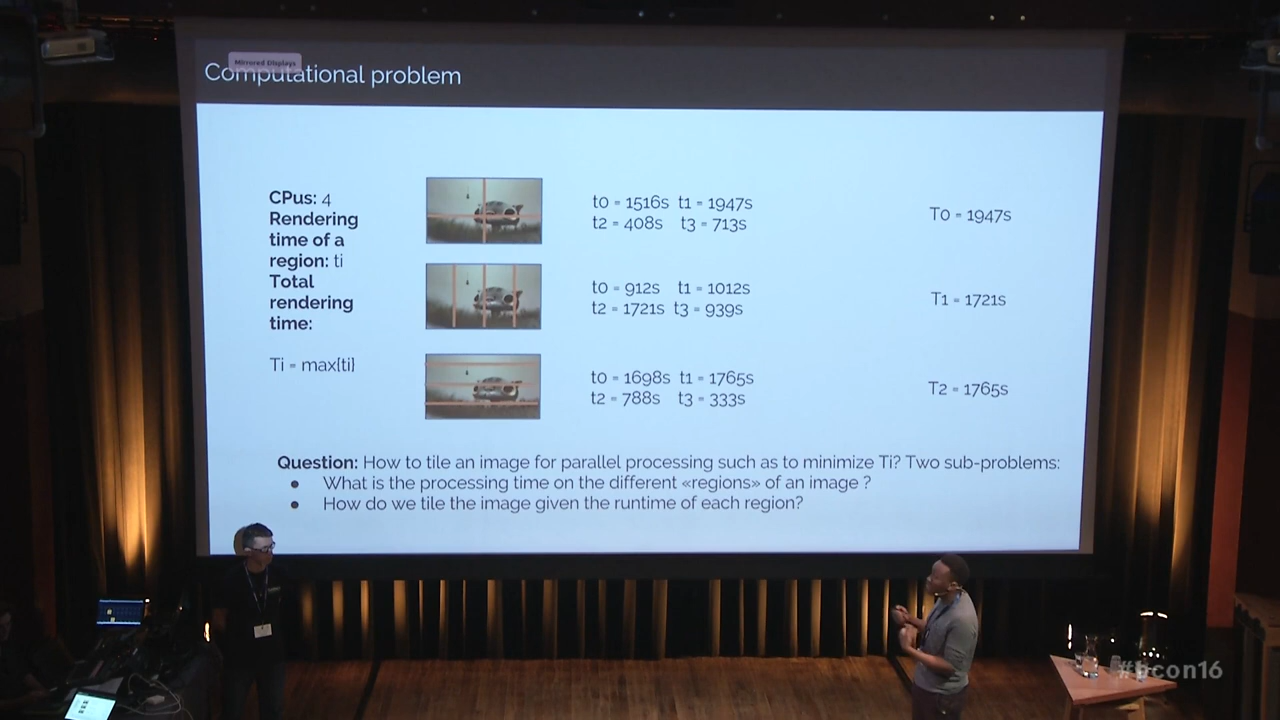 Mirrored Displays
Computational problem
CPus: 4
Rendering
time of a
region: ti
Total
rendering
time:
Ti = max{ti}
t0 = 1516s t1 = 1947s
t2 = 408s t3 = 713s
T0 = 1947s
t0 = 912s t1 = 1012s
t2 = 1721s t3 = 939s
T1 = 1721s
t0 = 1698s t1 = 1765s
t2 = 788s t3 = 333s
T2 = 1765s
Question: How to tile an image for parallel processing such as to minimize Ti? Two sub-problems:
● What is the processing time on the different «regions» of an image ?
● How do we tile the image given the runtime of each region?
#bcon16